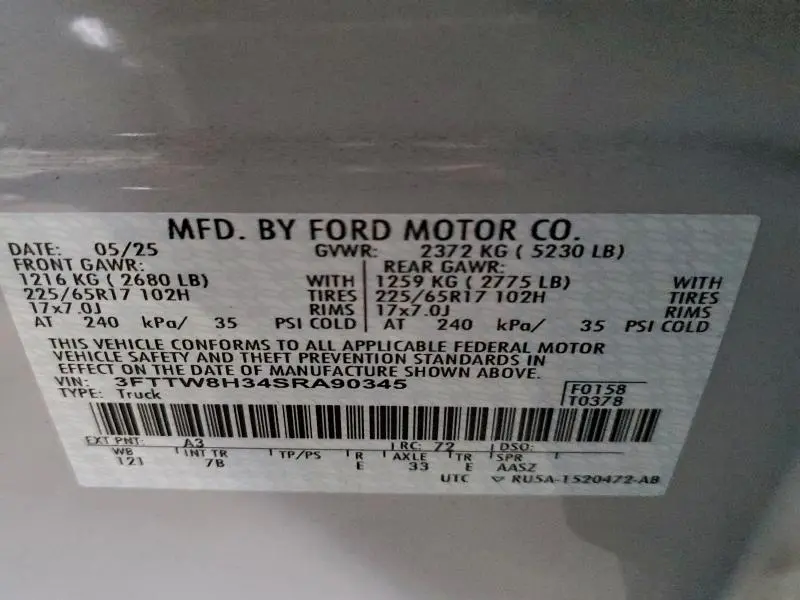 MFD. BY FORD MOTOR CO.
DATE: 05/25 GVWR: 2372 KG ( 5230 LB)
FRONT GAWR: REAR GAWR:
1216 KG ( 2680 LB) WITH 1259 KG ( 2775 LB) WITH
225/65R17 102H TIRES 225/65R17 102H TIRES
17x7.0J RIMS 17x7.0J RIMS
AT 240 kPa/ 35 PSI COLD AT 240 kPa/ 35 PSI COLD
THIS VEHICLE CONFORMS TO ALL APPLICABLE FEDERAL MOTOR
VEHICLE SAFETY AND THEFT PREVENTION STANDARDS IN
EFFECT ON THE DATE OF MANUFACTURE SHOWN ABOVE.
VIN: 3FTTW8H34SRA90345 F0158
TYPE: Truck T0378
EXT PNT: A3 RC: 72 DSO:
WB INT TR TP/PS R AXLE TR SPR
121 7B E 33 E AASZ
UTC ▽ RU5A-1520472-AB